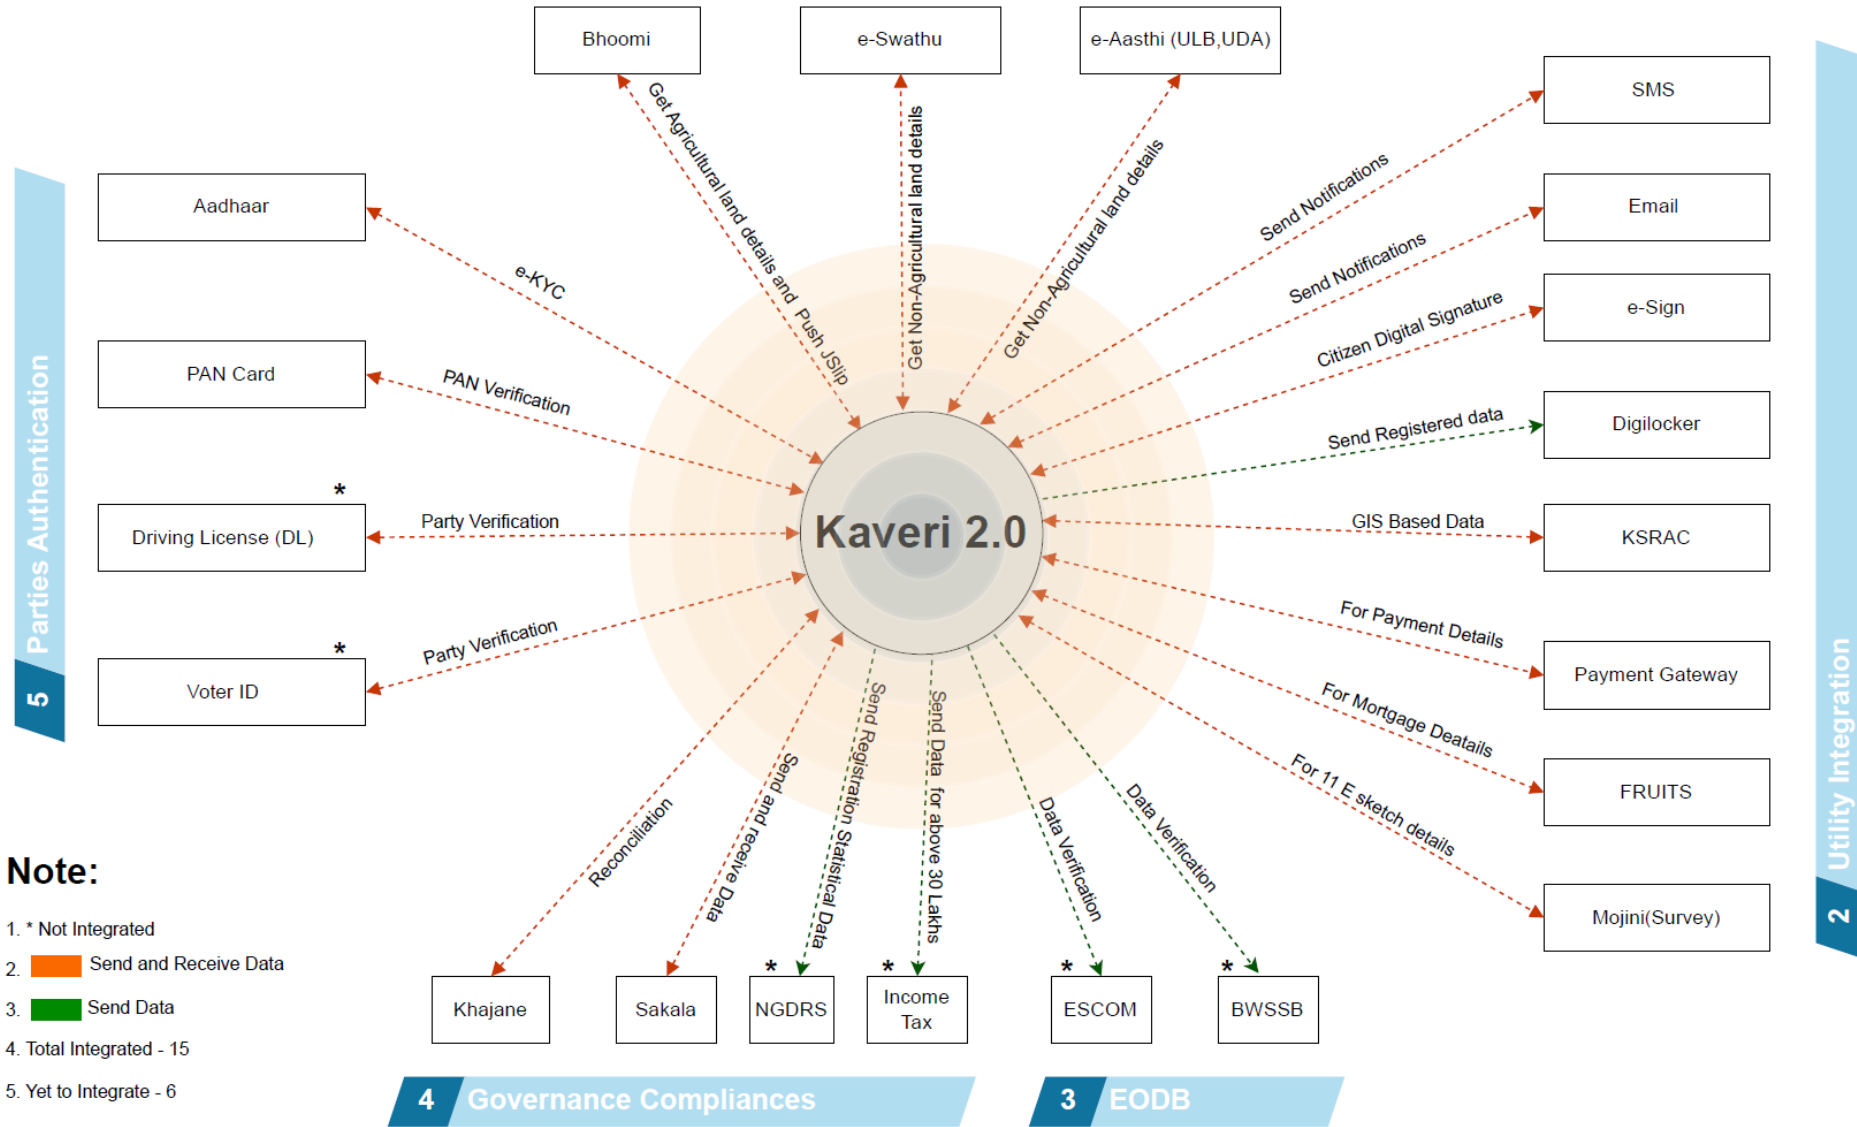 Bhoomi
e-Swathu
e-Aasthi (ULB,UDA)
Get Agricultural land details and Push JSlip
Get Non-Agricultural land details
Get Non-Agricultural land details
5 Parties Authentication
Aadhaar
e-KYC
PAN Card
PAN Verification
*
Driving License (DL)
Party Verification
*
Voter ID
Party Verification
Kaveri 2.0
SMS
Send Notifications
Email
Send Notifications
e-Sign
Citizen Digital Signature
Digilocker
Send Registered data
KSRAC
GIS Based Data
Payment Gateway
For Payment Details
FRUITS
For Mortgage Deatails
Mojini(Survey)
For 11 E sketch details
2 Utility Integration
Reconciliation
Send and receive Data
Send Registration Statistical Data
Send Data for above 30 Lakhs
Data Verification
Data Verification
Khajane
Sakala
*
NGDRS
*
Income
Tax
*
ESCOM
*
BWSSB
4 Governance Compliances
3 EODB
Note:
1. * Not Integrated
2. Send and Receive Data
3. Send Data
4. Total Integrated - 15
5. Yet to Integrate - 6